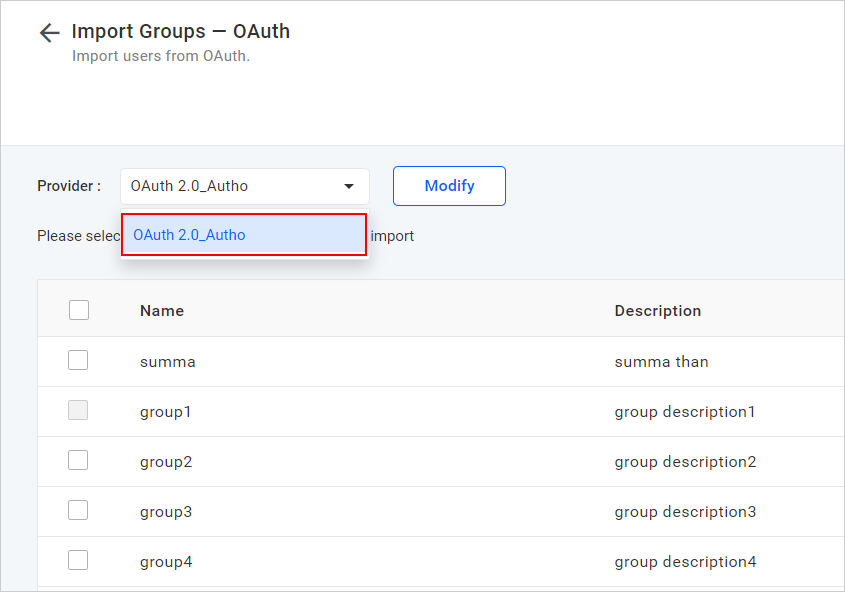 Import Groups — OAuth
Import users from OAuth.
Provider :
OAuth 2.0_Autho
Modify
OAuth 2.0_Autho
Please selec
import
Name
Description
summa
summa than
group1
group description1
group2
group description2
group3
group description3
group4
group description4